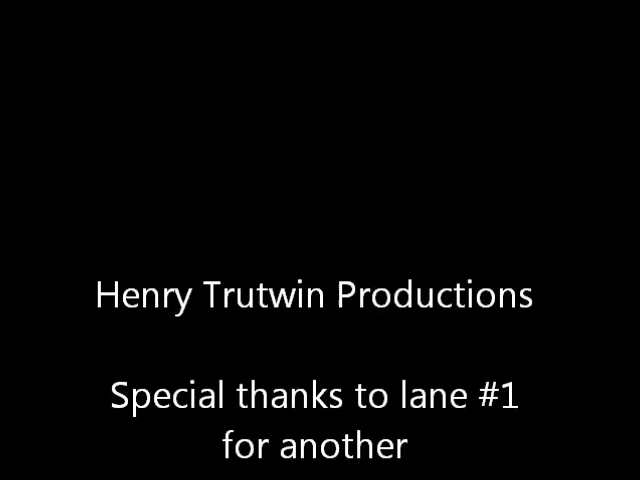 Henry Trutwin Productions
Special thanks to lane #1
for another